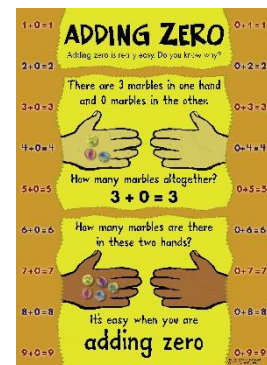 ADDING ZERO
Adding zero is really easy. Do you know why?
1+0=1
2+0=2
3+0=3
4+0=4
5+0=5
6+0=6
7+0=7
8+0=8
9+0=9
There are 3 marbles in one hand
and 0 marbles in the other.
How many marbles altogether?
3 + 0 = 3
How many marbles are there
in these two hands?
It's easy when you are
adding zero
0+1=1
0+2=2
0+3=3
0+4=4
0+5=5
0+6=6
0+7=7
0+8=8
0+9=9